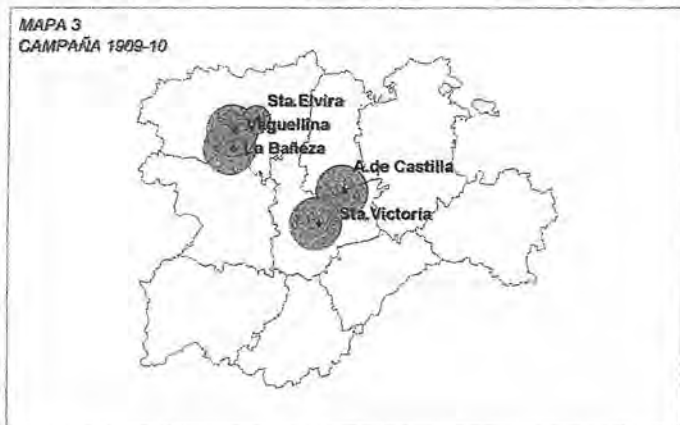 MAPA 3
CAMPAÑA 1909-10
Sta.Elvira
Veguellina
La Bañeza
A.de Castilla
Sta.Victoria